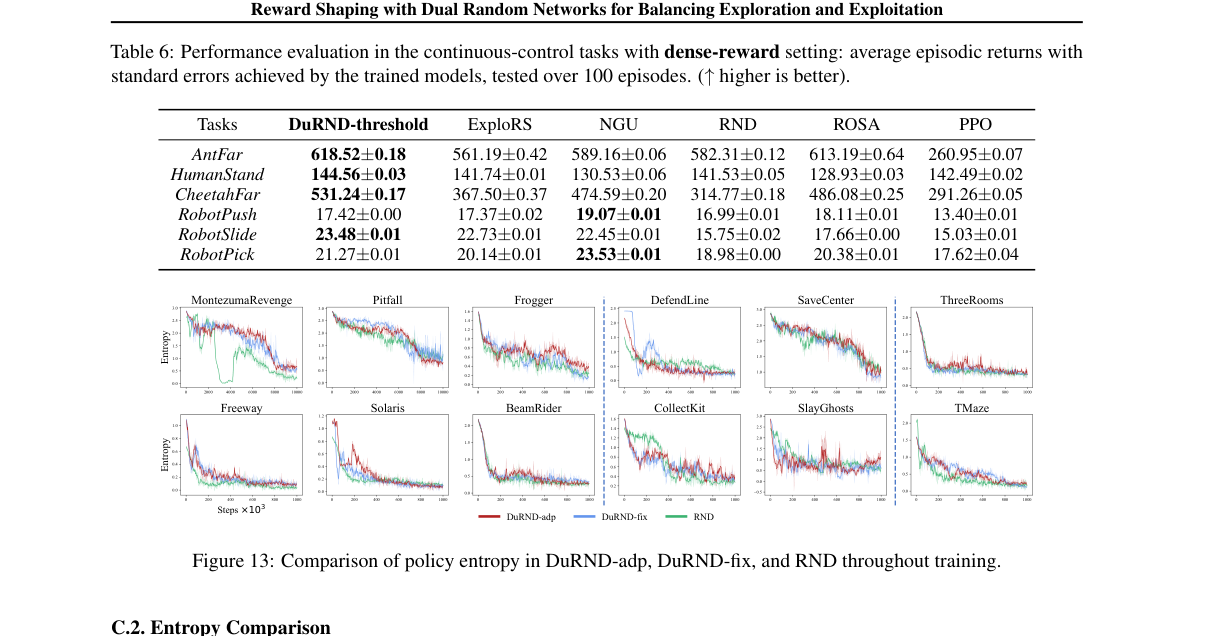 Reward Shaping with Dual Random Networks for Balancing Exploration and Exploitation
Table 6: Performance evaluation in the continuous-control tasks with dense-reward setting: average episodic returns with
standard errors achieved by the trained models, tested over 100 episodes. (↑ higher is better).
Tasks DuRND-threshold ExploRS NGU RND ROSA PPO
AntFar 618.52±0.18 561.19±0.42 589.16±0.06 582.31±0.12 613.19±0.64 260.95±0.07
HumanStand 144.56±0.03 141.74±0.01 130.53±0.06 141.53±0.05 128.93±0.03 142.49±0.02
CheetahFar 531.24±0.17 367.50±0.37 474.59±0.20 314.77±0.18 486.08±0.25 291.26±0.05
RobotPush 17.42±0.00 17.37±0.02 19.07±0.01 16.99±0.01 18.11±0.01 13.40±0.01
RobotSlide 23.48±0.01 22.73±0.01 22.45±0.01 15.75±0.02 17.66±0.00 15.03±0.01
RobotPick 21.27±0.01 20.14±0.01 23.53±0.01 18.98±0.00 20.38±0.01 17.62±0.04
MontezumaRevenge Pitfall Frogger DefendLine SaveCenter ThreeRooms
Entropy
Freeway Solaris BeamRider CollectKit SlayGhosts TMaze
Entropy
Steps ×10³
DuRND-adp DuRND-fix RND
Figure 13: Comparison of policy entropy in DuRND-adp, DuRND-fix, and RND throughout training.
C.2. Entropy Comparison